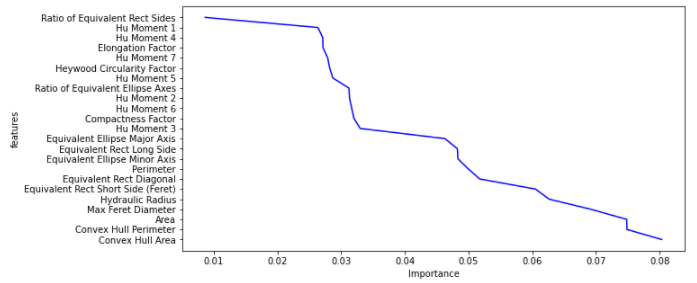 Ratio of Equivalent Rect Sides
Hu Moment 1
Hu Moment 4
Elongation Factor
Hu Moment 7
Heywood Circularity Factor
Hu Moment 5
Ratio of Equivalent Ellipse Axes
Hu Moment 2
Hu Moment 6
Compactness Factor
Hu Moment 3
Equivalent Ellipse Major Axis
Equivalent Rect Long Side
Equivalent Ellipse Minor Axis
Perimeter
Equivalent Rect Diagonal
Equivalent Rect Short Side (Feret)
Hydraulic Radius
Max Feret Diameter
Area
Convex Hull Perimeter
Convex Hull Area
features
0.01 0.02 0.03 0.04 0.05 0.06 0.07 0.08
Importance